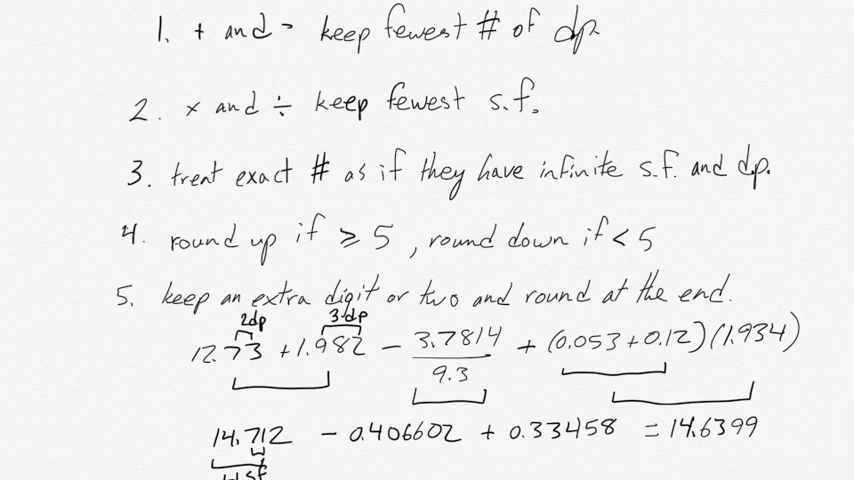 1. + and - keep fewest # of dp.
2. × and ÷ keep fewest s.f.
3. treat exact # as if they have infinite s.f. and dp.
4. round up if ≥ 5 , round down if < 5
5. keep an extra digit or two and round at the end.
2dp 3dp
12.73 + 1.982 - 3.7814/9.3 + (0.053 + 0.12)(1.934)
14.712 - 0.406602 + 0.33458 = 14.6399